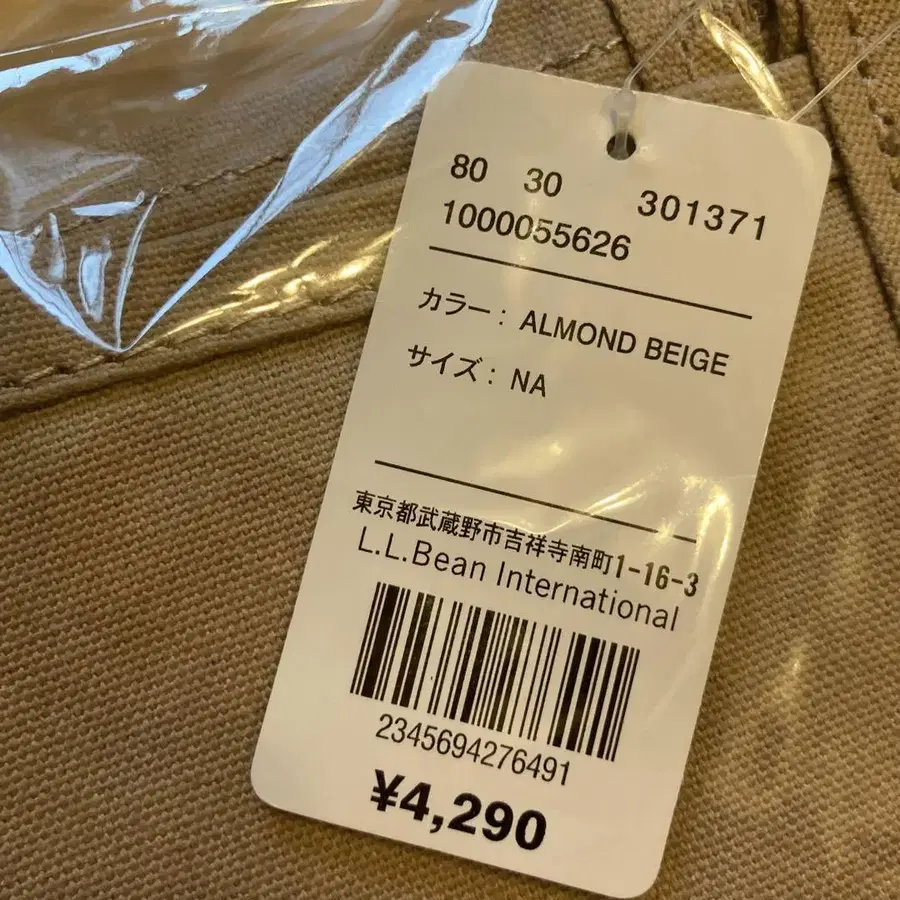 80 30 301371
1000055626
カラー： ALMOND BEIGE
サイズ： NA
東京都武蔵野市吉祥寺南町1-16-3
L.L.Bean International
2345694276491
¥4,290